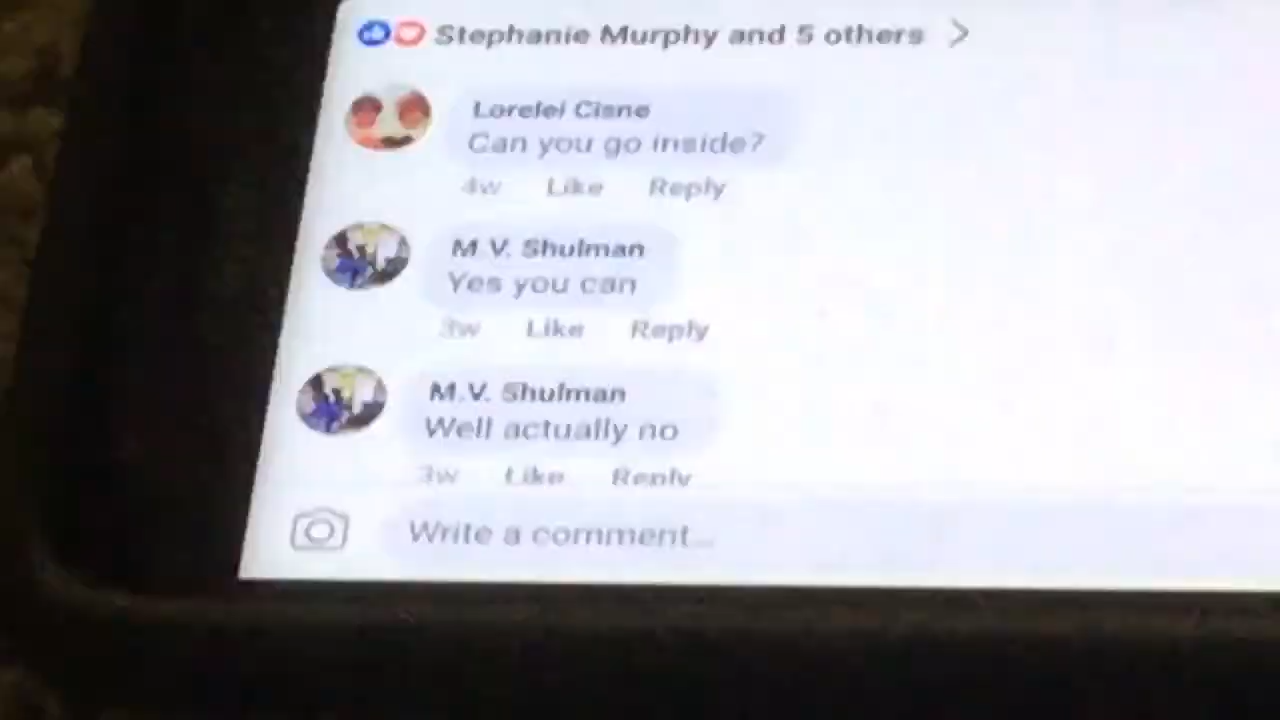 Stephanie Murphy and 5 others
Lorelei Cisne
Can you go inside?
4w Like Reply
M.V. Shulman
Yes you can
3w Like Reply
M.V. Shulman
Well actually no
3w Like Reply
Write a comment...